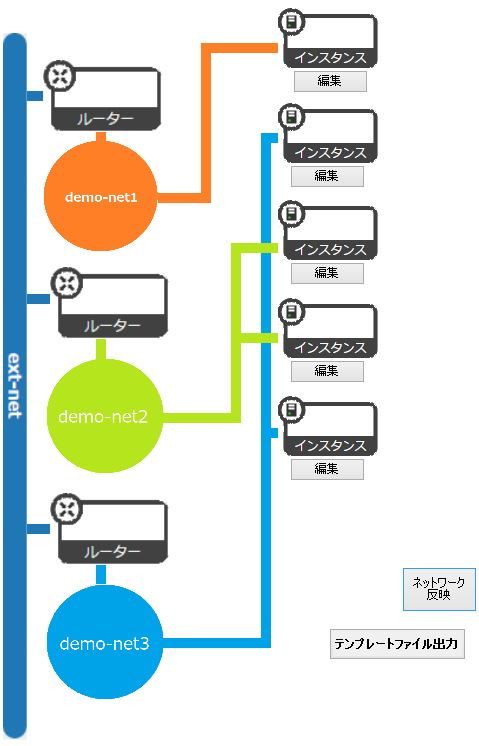 ext-net
ルーター
demo-net1
ルーター
demo-net2
ルーター
demo-net3
インスタンス
編集
インスタンス
編集
インスタンス
編集
インスタンス
編集
インスタンス
編集
ネットワーク
反映
テンプレートファイル出力